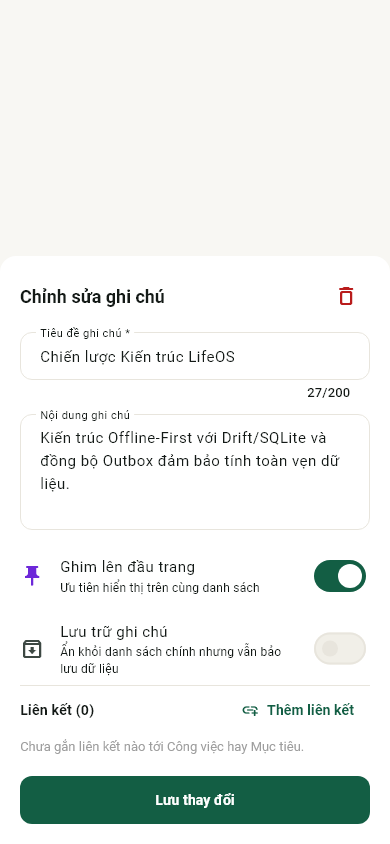 Chỉnh sửa ghi chú
Tiêu đề ghi chú *
Chiến lược Kiến trúc LifeOS
27/200
Nội dung ghi chú
Kiến trúc Offline-First với Drift/SQLite và
đồng bộ Outbox đảm bảo tính toàn vẹn dữ
liệu.
Ghim lên đầu trang
Ưu tiên hiển thị trên cùng danh sách
Lưu trữ ghi chú
Ẩn khỏi danh sách chính nhưng vẫn bảo
lưu dữ liệu
Liên kết (0)
Thêm liên kết
Chưa gắn liên kết nào tới Công việc hay Mục tiêu.
Lưu thay đổi